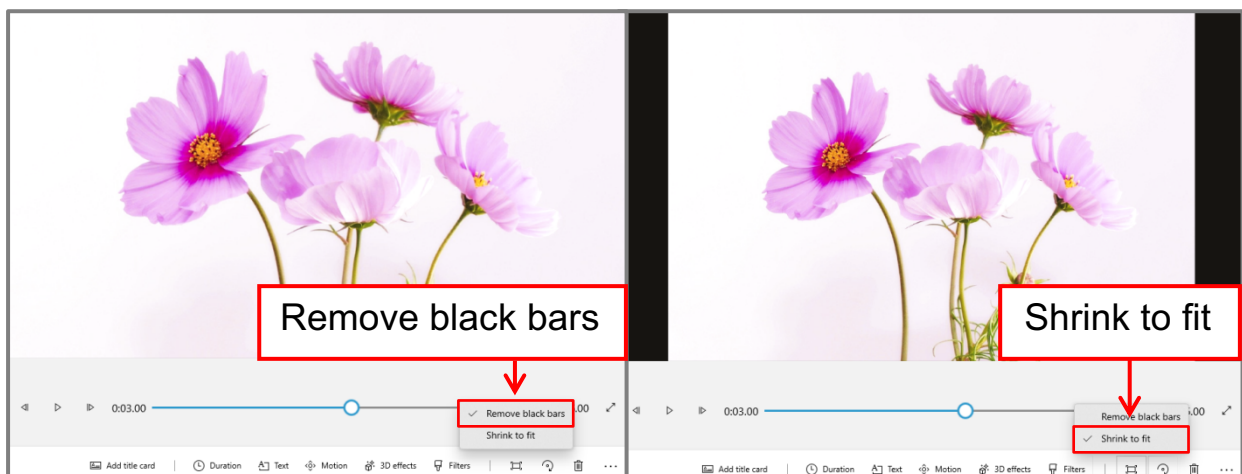 Remove black bars
0:03.00
Remove black bars
.00
Shrink to fit
Add title card
Duration
Text
Motion
3D effects
Filters
Shrink to fit
0:03.00
Remove black bars
.00
Shrink to fit
Add title card
Duration
Text
Motion
3D effects
Filters